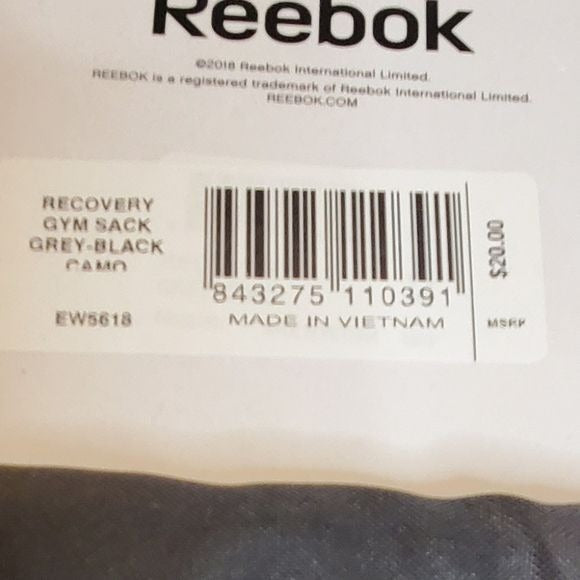 Reebok
©2018 Reebok International Limited.
REEBOK is a registered trademark of Reebok International Limited.
REEBOK.COM
RECOVERY
GYM SACK
GREY-BLACK
CAMO
EW5618
843275 110391
MADE IN VIETNAM
$20.00
MSRP